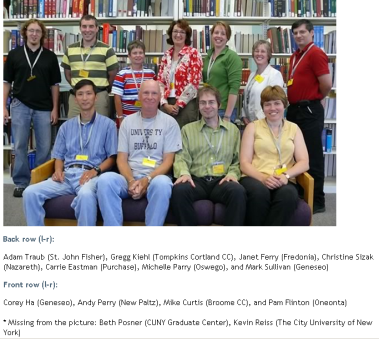 UNIVERSITY
BUFFALO
Back row (l-r):
Adam Traub (St. John Fisher), Gregg Kiehl (Tompkins Cortland CC), Janet Ferry (Fredonia), Christine Sizak
(Nazareth), Carrie Eastman (Purchase), Michelle Parry (Oswego), and Mark Sullivan (Geneseo)
Front row (l-r):
Corey Ha (Geneseo), Andy Perry (New Paltz), Mike Curtis (Broome CC), and Pam Flinton (Oneonta)
* Missing from the picture: Beth Posner (CUNY Graduate Center), Kevin Reiss (The City University of New
York)